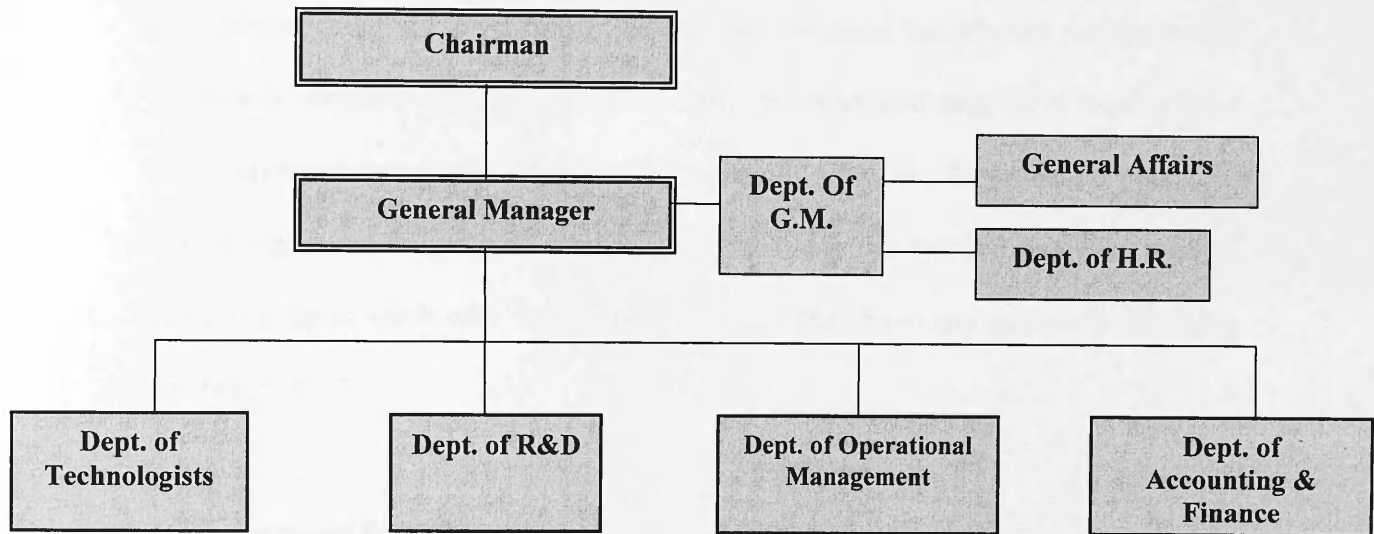 Chairman
General Manager
Dept. Of
G.M.
General Affairs
Dept. of H.R.
Dept. of
Technologists
Dept. of R&D
Dept. of Operational
Management
Dept. of
Accounting &
Finance